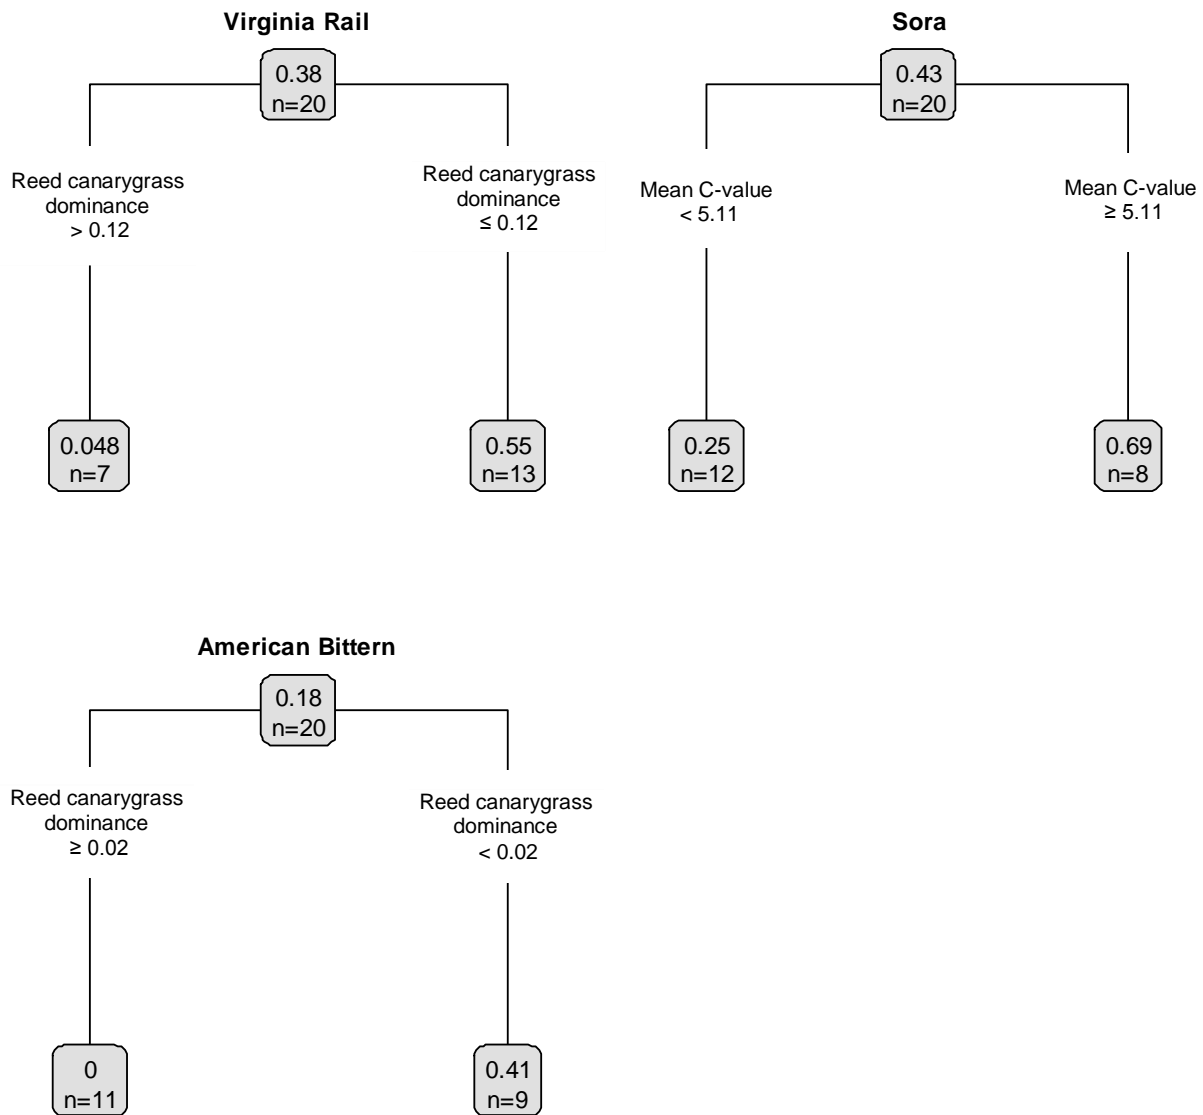 Virginia Rail
0.38
n=20
Reed canarygrass
dominance
> 0.12
Reed canarygrass
dominance
≤ 0.12
0.048
n=7
0.55
n=13
Sora
0.43
n=20
Mean C-value
< 5.11
Mean C-value
≥ 5.11
0.25
n=12
0.69
n=8
American Bittern
0.18
n=20
Reed canarygrass
dominance
≥ 0.02
Reed canarygrass
dominance
< 0.02
0
n=11
0.41
n=9